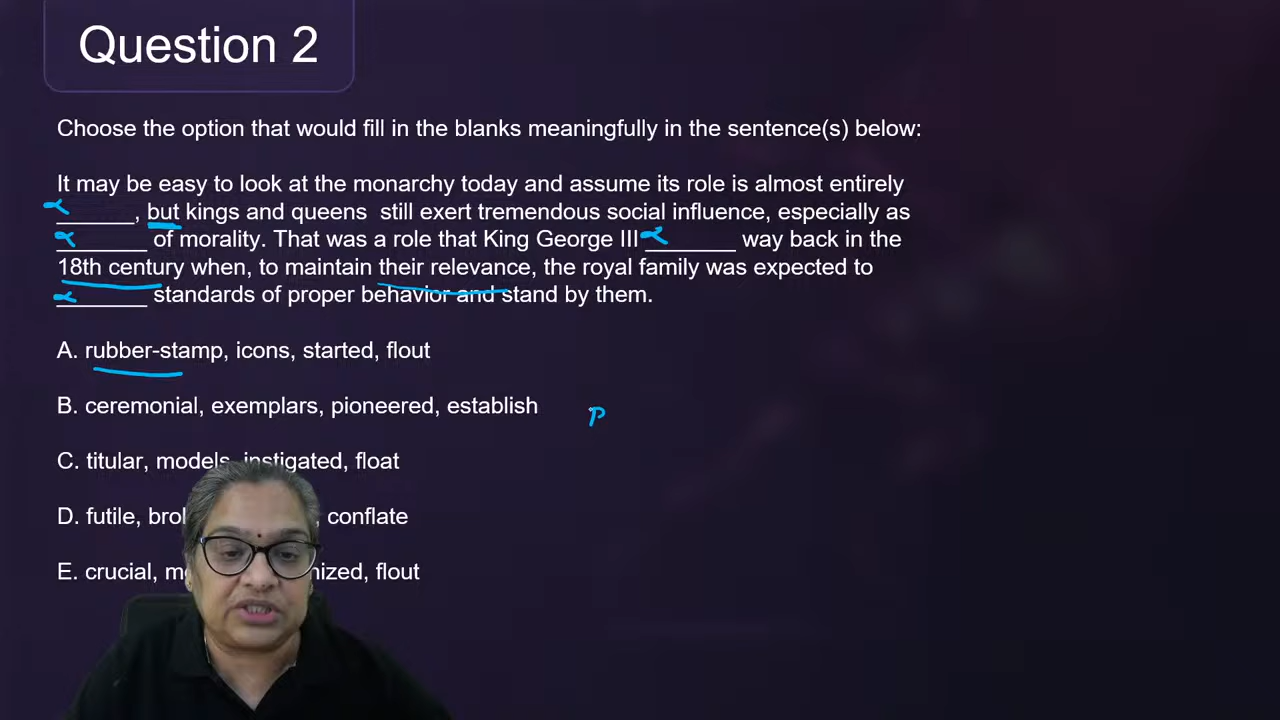 Question 2
Choose the option that would fill in the blanks meaningfully in the sentence(s) below:
It may be easy to look at the monarchy today and assume its role is almost entirely
_______, but kings and queens still exert tremendous social influence, especially as
_______ of morality. That was a role that King George III _______ way back in the
18th century when, to maintain their relevance, the royal family was expected to
_______ standards of proper behavior and stand by them.
A. rubber-stamp, icons, started, flout
B. ceremonial, exemplars, pioneered, establish
P
C. titular, models, instigated, float
D. futile, , conflate
E. crucial, , flout